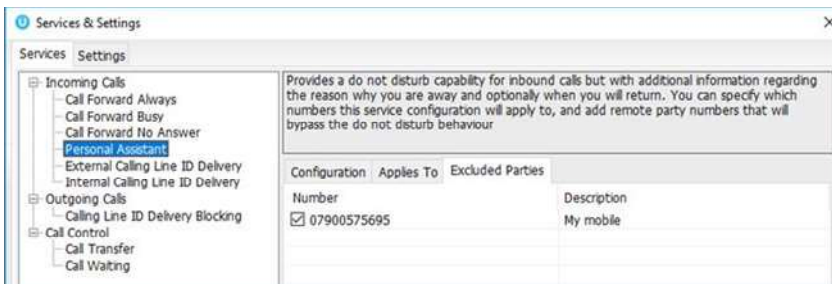 Services & Settings
Services Settings
Incoming Calls
Call Forward Always
Call Forward Busy
Call Forward No Answer
Personal Assistant
External Calling Line ID Delivery
Internal Calling Line ID Delivery
Outgoing Calls
Calling Line ID Delivery Blocking
Call Control
Call Transfer
Call Waiting
Provides a do not disturb capability for inbound calls but with additional information regarding
the reason why you are away and optionally when you will return. You can specify which
numbers this service configuration will apply to, and add remote party numbers that will
bypass the do not disturb behaviour
Configuration Applies To Excluded Parties
Number Description
07900575695 My mobile